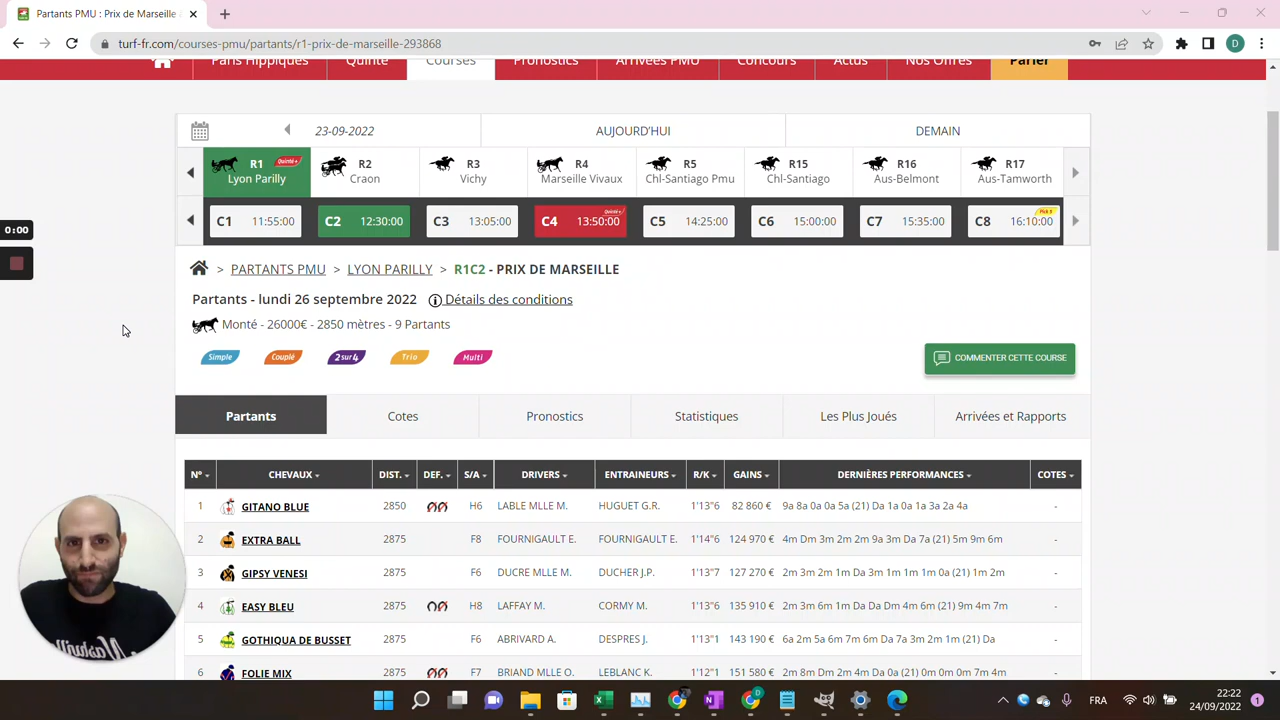 Partants PMU : Prix de Marseille
turf-fr.com/courses-pmu/partants/r1-prix-de-marseille-293868
D
Paris Hippiques Quinté Courses Pronostics Arrivées PMU Concours Actus Nos Offres Parier
23-09-2022 AUJOURD'HUI DEMAIN
R1 Quinté+ R2 R3 R4 R5 R15 R16 R17
Lyon Parilly Craon Vichy Marseille Vivaux Chl-Santiago Pmu Chl-Santiago Aus-Belmont Aus-Tamworth
C1 11:55:00 C2 12:30:00 C3 13:05:00 C4 13:50:00 Quinté+ C5 14:25:00 C6 15:00:00 C7 15:35:00 C8 16:10:00
0:00
> PARTANTS PMU > LYON PARILLY > R1C2 - PRIX DE MARSEILLE
Partants - lundi 26 septembre 2022 Détails des conditions
Monté - 26000€ - 2850 mètres - 9 Partants
Simple Couplé 2sur4 Trio Multi
COMMENTER CETTE COURSE
Partants Cotes Pronostics Statistiques Les Plus Joués Arrivées et Rapports
N° CHEVAUX DIST. DEF. S/A DRIVERS ENTRAINEURS R/K GAINS DERNIÈRES PERFORMANCES COTES
1 GITANO BLUE 2850 H6 LABLE MLLE M. HUGUET G.R. 1'13"6 82 860 € 9a 8a 0a 0a 5a (21) Da 1a 0a 1a 3a 2a 4a -
2 EXTRA BALL 2875 F8 FOURNIGAULT E. FOURNIGAULT E. 1'14"6 124 970 € 4m Dm 3m 2m 2m 9a 3m Da 7a (21) 5m 9m 6m -
3 GIPSY VENESI 2875 F6 DUCRE MLLE M. DUCHER J.P. 1'13"7 127 270 € 2m 3m 2m 1m Da 3m 1m 1m 1m 0a (21) 1m 2m -
4 EASY BLEU 2875 H8 LAFFAY M. CORMY M. 1'13"6 135 910 € 2m 3m 6m 1m Da Da Dm 4m 6m (21) 9m 4m 7m -
5 GOTHIQUA DE BUSSET 2875 F6 ABRIVARD A. DESPRES J. 1'13"1 143 190 € 6a 2m 5a 6m 7m 6m Da 7a 3m 2m 1m (21) Da -
6 FOLIE MIX 2875 F7 BRIAND MLLE O. LEBLANC K. 1'12"1 151 580 € 2m 8m Dm 2m 4m Da 0a (21) 0m 0m 0m 7m 4m -
FRA 22:22
24/09/2022 1